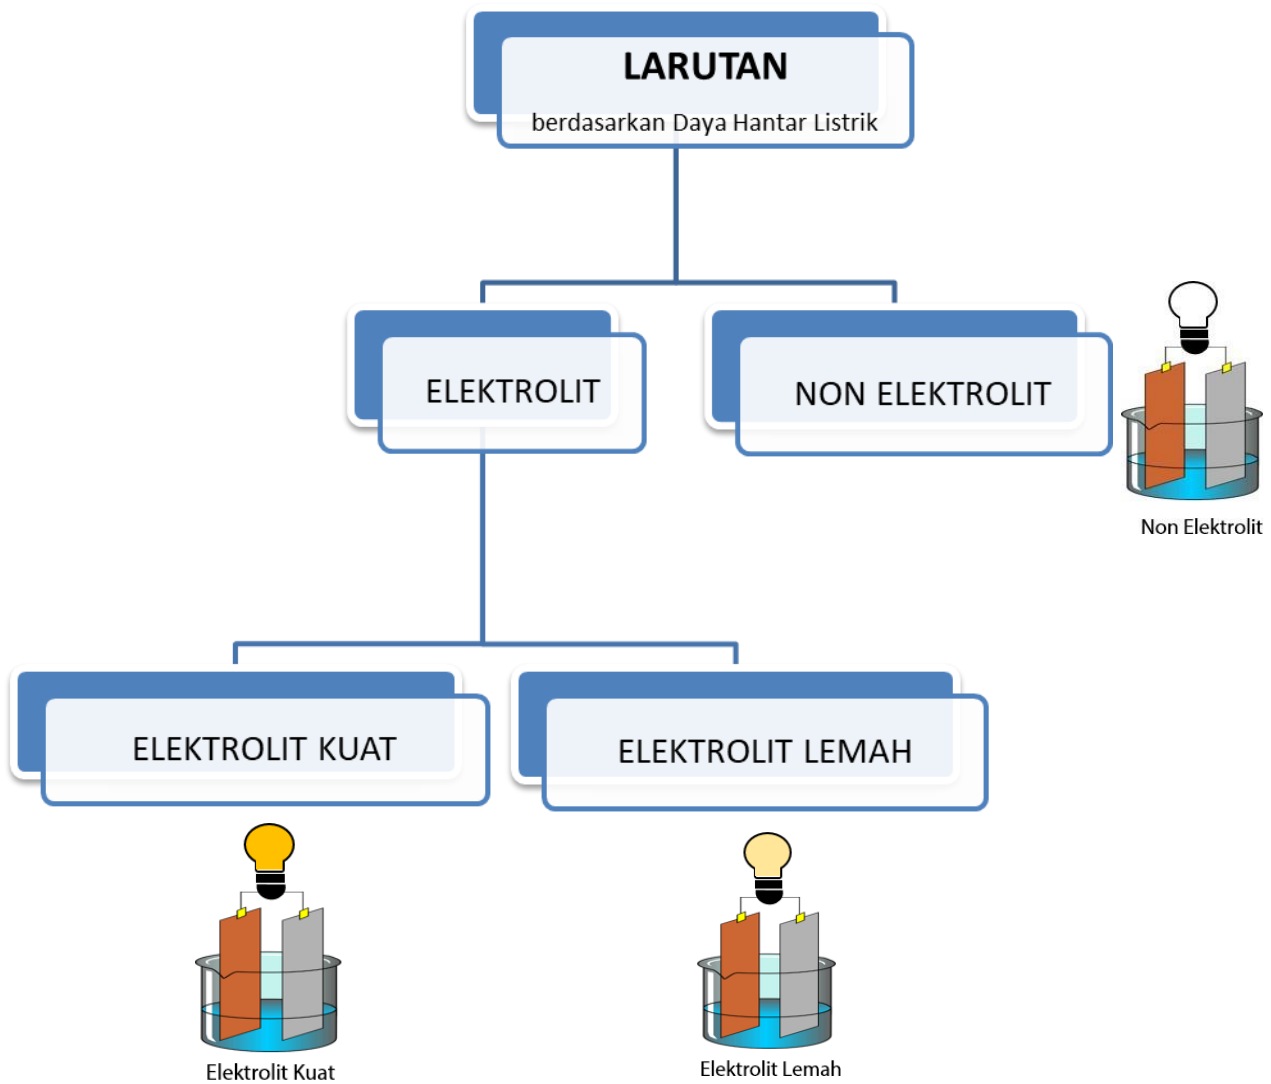 LARUTAN
berdasarkan Daya Hantar Listrik
ELEKTROLIT
NON ELEKTROLIT
Non Elektrolit
ELEKTROLIT KUAT
ELEKTROLIT LEMAH
Elektrolit Kuat
Elektrolit Lemah